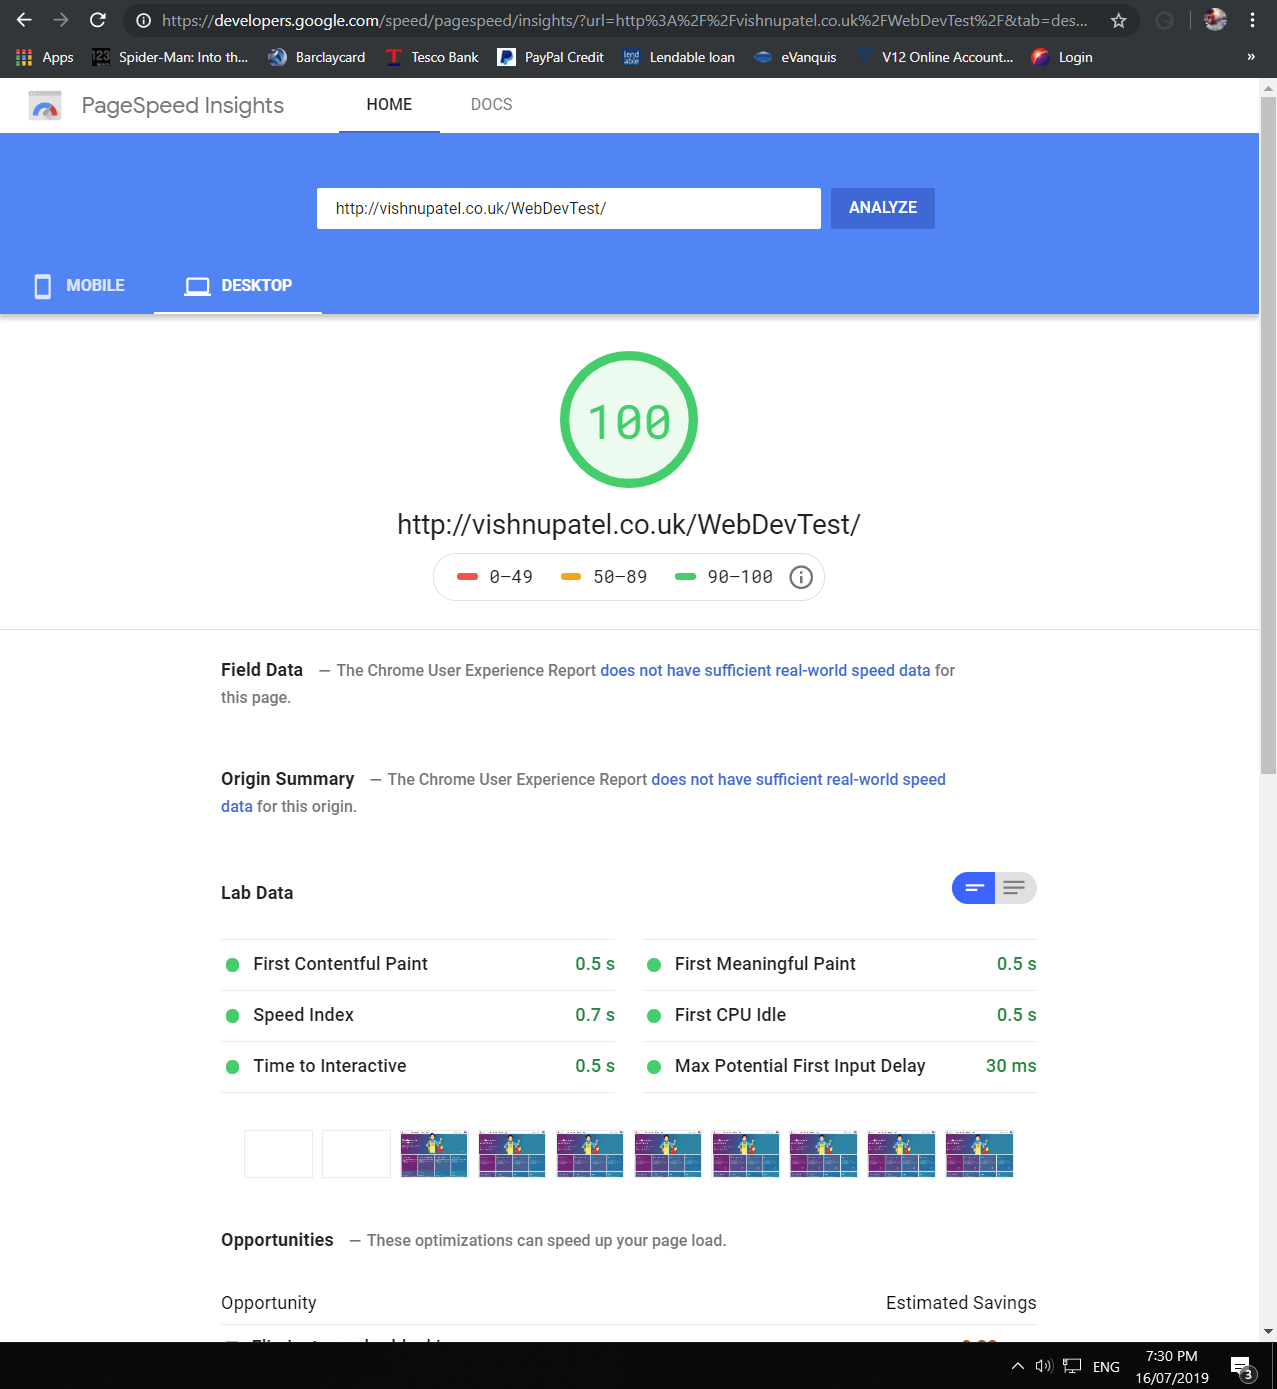 https://developers.google.com/speed/pagespeed/insights/?url=http%3A%2F%2Fvishnupatel.co.uk%2FWebDevTest%2F&tab=des...
Apps 123 Spider-Man: Into th... Barclaycard Tesco Bank PayPal Credit lend able Lendable loan eVanquis V12 Online Account... Login »
PageSpeed Insights HOME DOCS
http://vishnupatel.co.uk/WebDevTest/ ANALYZE
MOBILE DESKTOP
100
http://vishnupatel.co.uk/WebDevTest/
0–49 50–89 90–100
Field Data — The Chrome User Experience Report does not have sufficient real-world speed data for
this page.
Origin Summary — The Chrome User Experience Report does not have sufficient real-world speed
data for this origin.
Lab Data
First Contentful Paint 0.5 s First Meaningful Paint 0.5 s
Speed Index 0.7 s First CPU Idle 0.5 s
Time to Interactive 0.5 s Max Potential First Input Delay 30 ms
Opportunities — These optimizations can speed up your page load.
Opportunity Estimated Savings
ENG 7:30 PM
16/07/2019 3